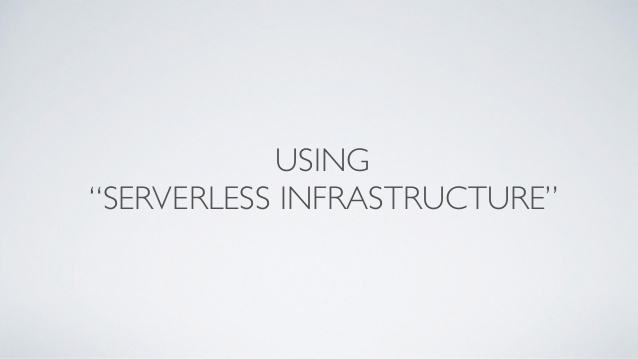 USING
“SERVERLESS INFRASTRUCTURE”